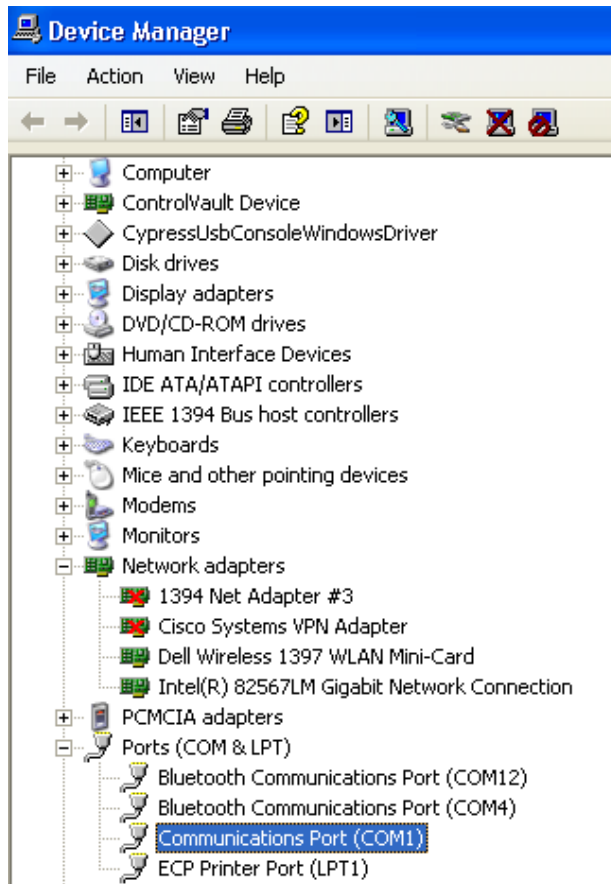 Device Manager
File Action View Help
Computer
ControlVault Device
CypressUsbConsoleWindowsDriver
Disk drives
Display adapters
DVD/CD-ROM drives
Human Interface Devices
IDE ATA/ATAPI controllers
IEEE 1394 Bus host controllers
Keyboards
Mice and other pointing devices
Modems
Monitors
Network adapters
1394 Net Adapter #3
Cisco Systems VPN Adapter
Dell Wireless 1397 WLAN Mini-Card
Intel(R) 82567LM Gigabit Network Connection
PCMCIA adapters
Ports (COM & LPT)
Bluetooth Communications Port (COM12)
Bluetooth Communications Port (COM4)
Communications Port (COM1)
ECP Printer Port (LPT1)